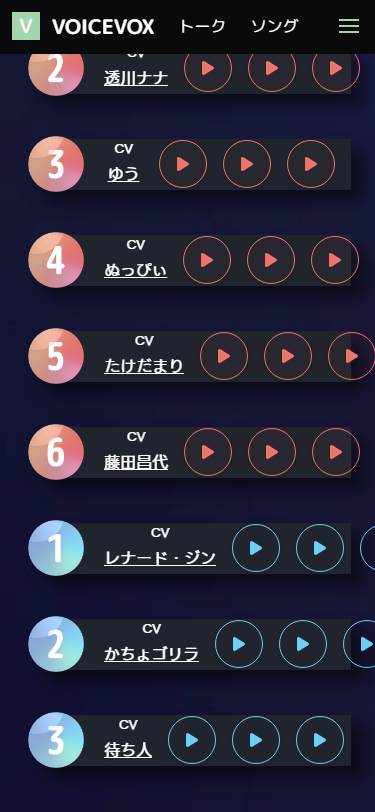 V VOICEVOX トーク ソング
2 CV
透川ナナ
3 CV
ゆう
4 CV
ぬっぴぃ
5 CV
たけだまり
6 CV
藤田昌代
1 CV
レナード・ジン
2 CV
かちょゴリラ
3 CV
待ち人